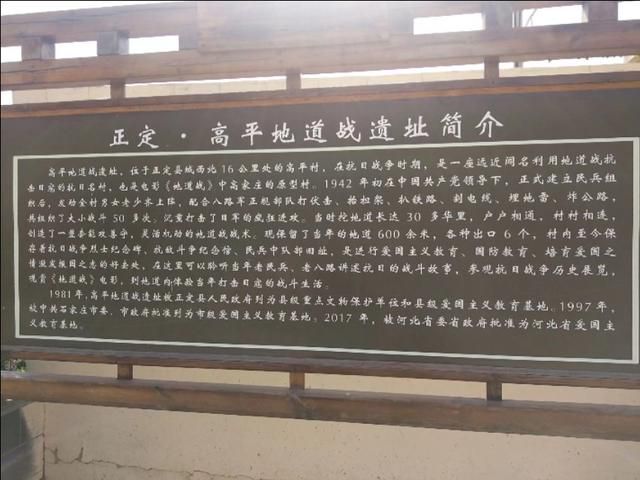 正定·高平地道战遗址简介
高平地道战遗址，位于正定县城西北16公里处的高平村，在抗日战争时期，是一座远近闻名利用地道战抗
击日寇的抗日名村，也是电影《地道战》中高家庄的原型村。1942年初在中国共产党领导下，正式建立民兵组
织后，发动全村男女老少齐上阵，配合八路军正规部队打伏击、掐担架、扒铁路、割电线、埋地雷、炸公路，
共组织了大小战斗50多次，沉重打击了日军的疯狂进攻。当时挖地道长达30多华里，户户相通，村村相连，
创造了一套
能攻善守、灵活机动的地道战战术。现保留了当年的地道600余米，各种出口6个，村内至今保
存着抗日战争烈士纪念碑、抗战斗争纪念馆、民兵中队部旧址，是进行爱国主义教育、国防教育、培育爱国之
情激发报国之志的好去处，在这里可以聆听当年老民兵、老八路讲述抗日的战斗故事，参观抗日战争历史展览，
观赏《地道战》电影，到地道内体验当年打击日寇的战斗生活。
1981年，高平地道战遗址被正定县人民政府列为县级重点文物保护单位和县级爱国主义教育基地。1997年，
被中共石家庄市委、市政府批准列为市级爱国主义教育基地。2017年，被河北省委省政府批准为河北省爱国主
义教育基地。